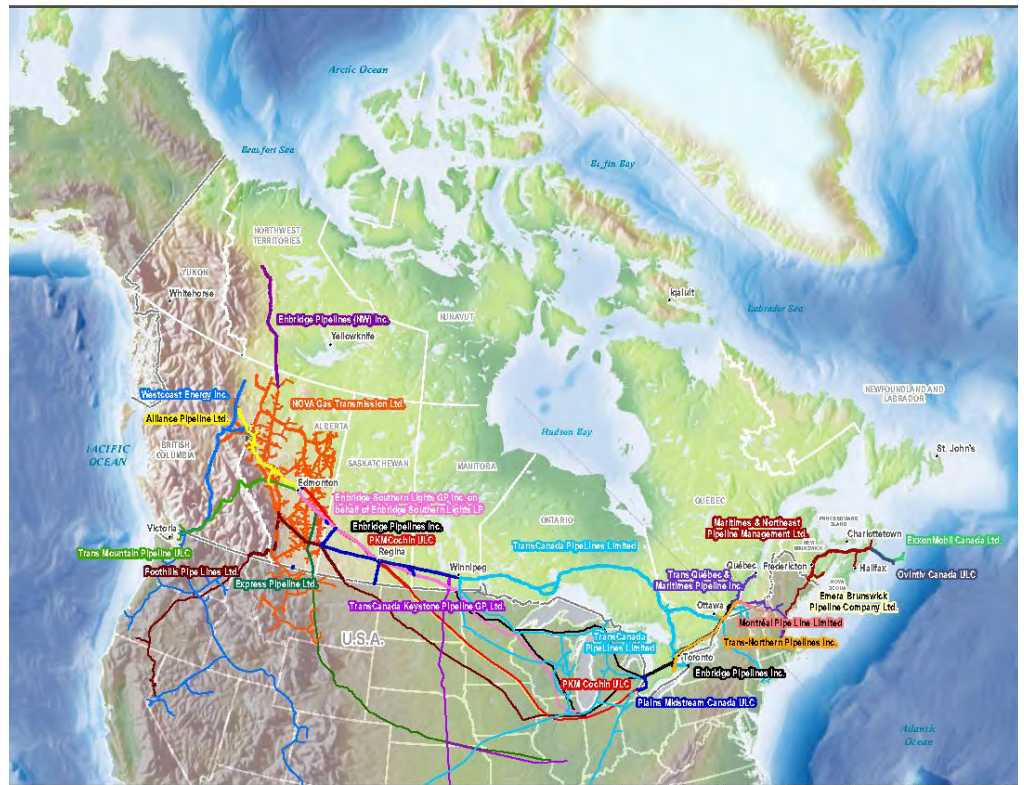 Arctic Ocean
Beaufort Sea
NORTHWEST
TERRITORIES
YUKON
Whitehorse
Iqaluit
Labrador Sea
Enbridge Pipelines (NW) Inc.
NUNAVUT
Yellowknife
Westcoast Energy Inc.
NOVA Gas Transmission Ltd.
NEWFOUNDLAND AND
LABRADOR
Alliance Pipeline Ltd.
ALBERTA
Hudson Bay
BRITISH
COLUMBIA
OCEAN
St. John's
SASKATCHEWAN
MANITOBA
Edmonton
Enbridge Southern Lights GP Inc. on
behalf of Enbridge Southern Lights LP
QUÉBEC
ONTARIO
PRINCE EDWARD
ISLAND
Maritimes & Northeast
Pipeline Management Ltd.
Charlottetown
Victoria
Enbridge Pipelines Inc.
PKM Cochin ULC
TransCanada PipeLines Limited
NEW
BRUNSWICK
ExxonMobil Canada Ltd.
Trans Mountain Pipeline ULC
Regina
Québec
Fredericton
Halifax
Foothills Pipe Lines Ltd.
Winnipeg
Trans Québec &
Maritimes Pipeline Inc.
NOVA
SCOTIA
Ovintiv Canada ULC
Express Pipeline Ltd.
Emera Brunswick
Pipeline Company Ltd.
TransCanada Keystone Pipeline GP, Ltd.
Ottawa
Montréal Pipe Line Limited
U.S.A.
TransCanada
PipeLines Limited
Trans-Northern Pipelines Inc.
Toronto
Enbridge Pipelines Inc.
PKM Cochin ULC
Plains Midstream Canada ULC
Atlantic
Ocean